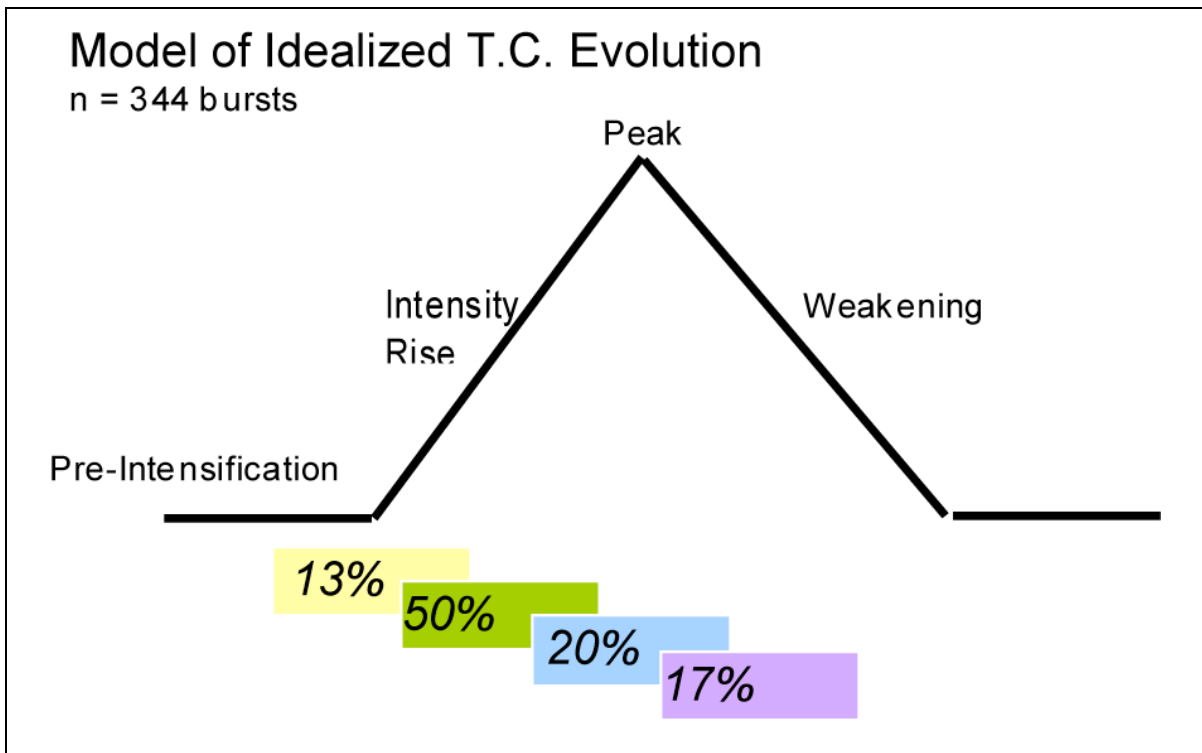 Model of Idealized T.C. Evolution
n = 344 bursts
Peak
Intensity
Rise
Weakening
Pre-Intensification
13%
50%
20%
17%